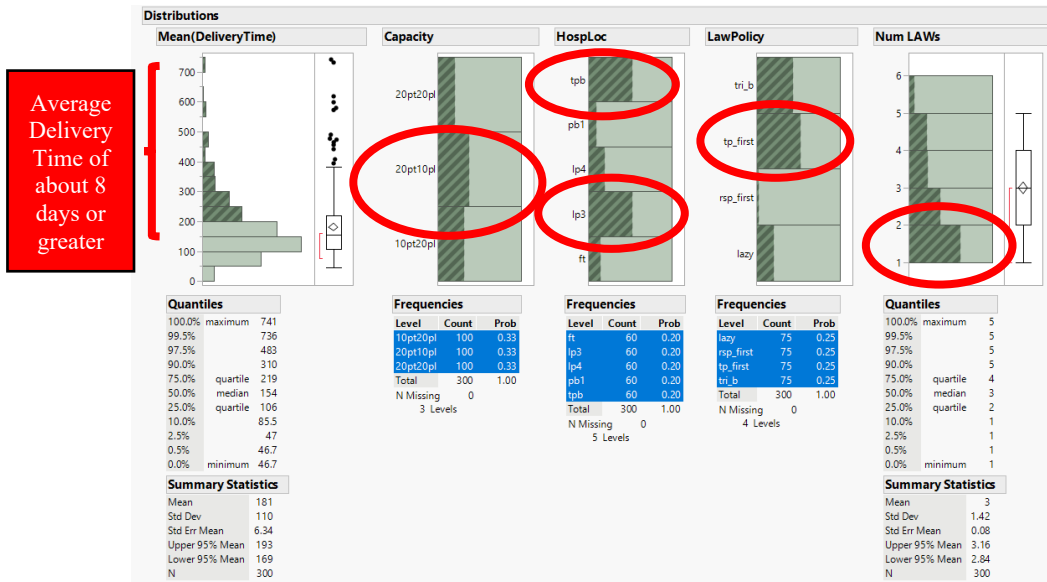 Distributions
Mean(DeliveryTime)
700
600
500
400
300
200
100
0
Average
Delivery
Time of
about 8
days or
greater
Capacity
20pt20pl
20pt10pl
10pt20pl
HospLoc
tpb
pb1
lp4
lp3
ft
LawPolicy
tri_b
tp_first
rsp_first
lazy
Num LAWs
6
5
4
3
2
1
Quantiles
100.0% maximum 741
99.5% 736
97.5% 483
90.0% 310
75.0% quartile 219
50.0% median 154
25.0% quartile 106
10.0% 85.5
2.5% 47
0.5% 46.7
0.0% minimum 46.7
Summary Statistics
Mean 181
Std Dev 110
Std Err Mean 6.34
Upper 95% Mean 193
Lower 95% Mean 169
N 300
Frequencies
Level Count Prob
10pt20pl 100 0.33
20pt10pl 100 0.33
20pt20pl 100 0.33
Total 300 1.00
N Missing 0
3 Levels
Frequencies
Level Count Prob
ft 60 0.20
lp3 60 0.20
lp4 60 0.20
pb1 60 0.20
tpb 60 0.20
Total 300 1.00
N Missing 0
5 Levels
Frequencies
Level Count Prob
lazy 75 0.25
rsp_first 75 0.25
tp_first 75 0.25
tri_b 75 0.25
Total 300 1.00
N Missing 0
4 Levels
Quantiles
100.0% maximum 5
99.5% 5
97.5% 5
90.0% 5
75.0% quartile 4
50.0% median 3
25.0% quartile 2
10.0% 1
2.5% 1
0.5% 1
0.0% minimum 1
Summary Statistics
Mean 3
Std Dev 1.42
Std Err Mean 0.08
Upper 95% Mean 3.16
Lower 95% Mean 2.84
N 300